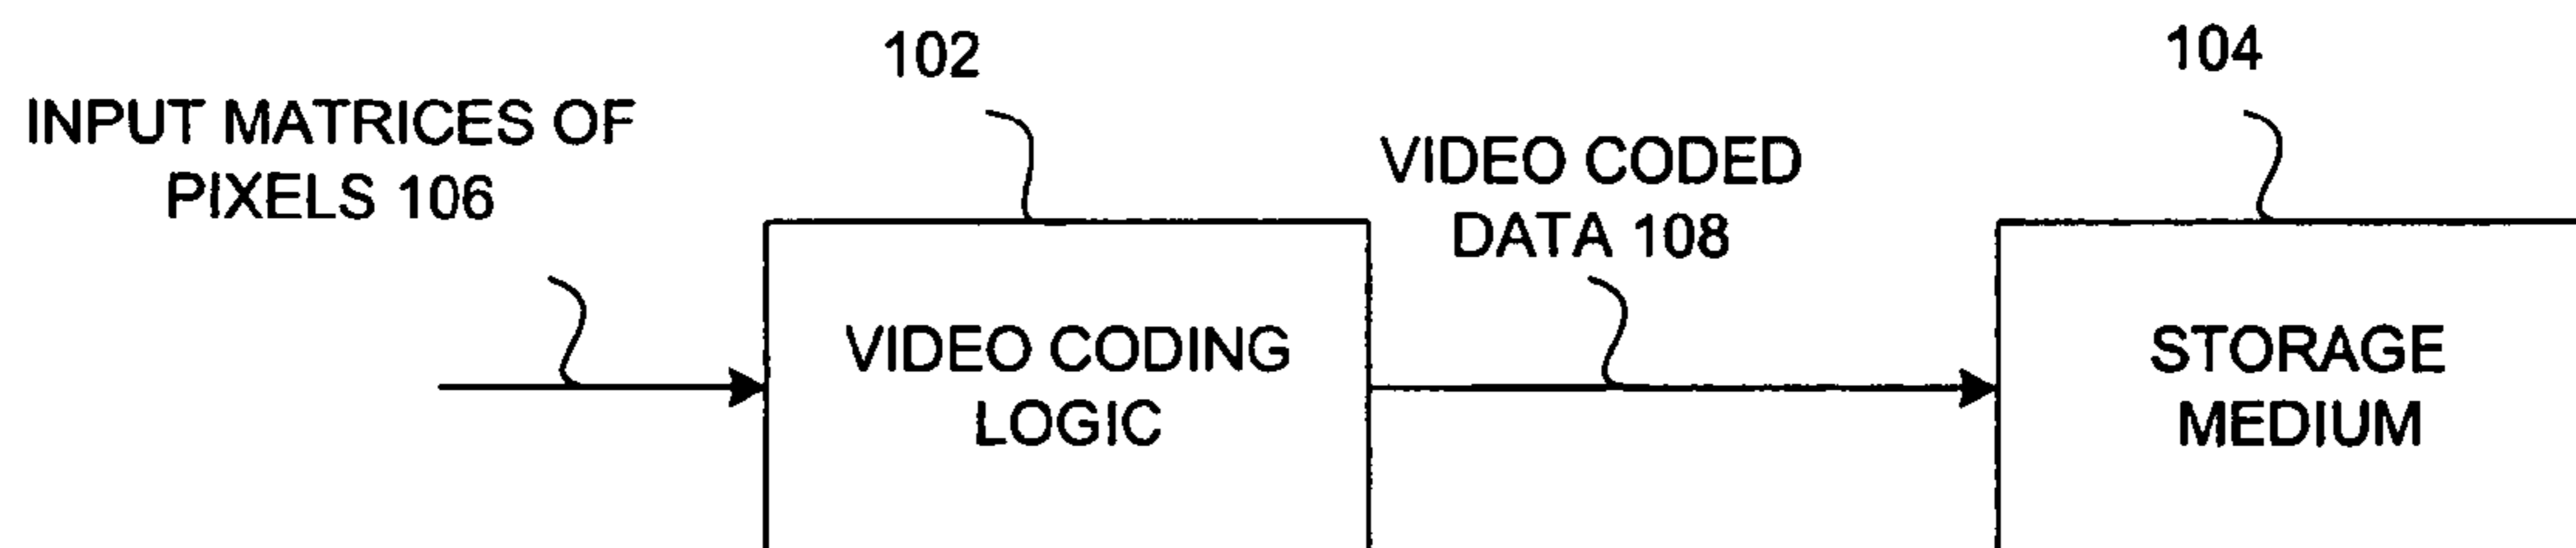 102
104
INPUT MATRICES OF
PIXELS 106
VIDEO CODED
DATA 108
VIDEO CODING
LOGIC
STORAGE
MEDIUM